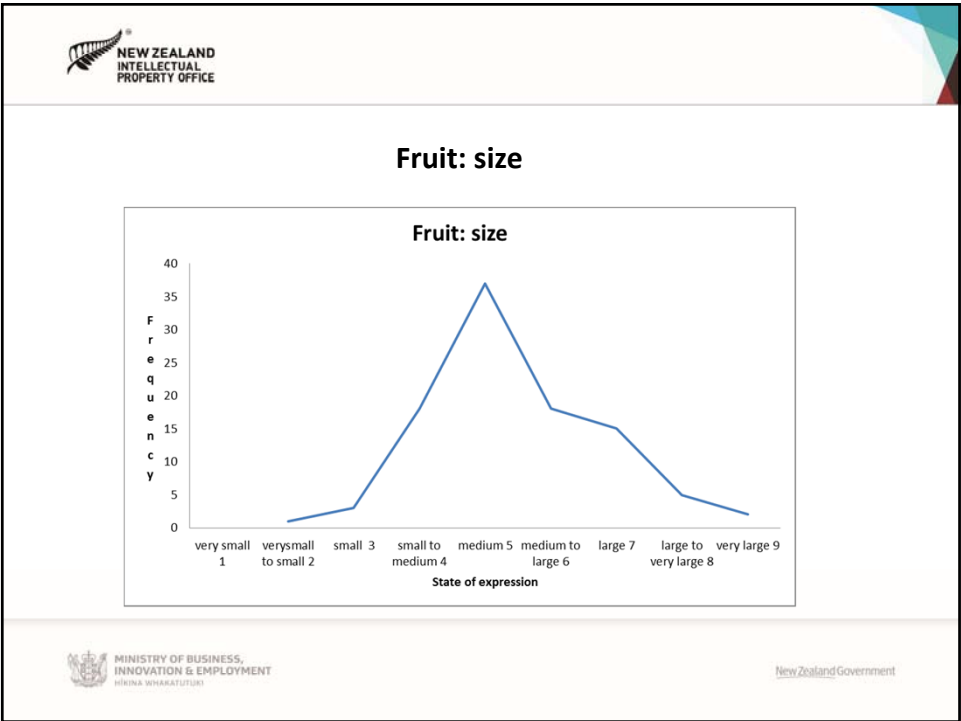 NEW ZEALAND
INTELLECTUAL
PROPERTY OFFICE
Fruit: size
Fruit: size
40
35
30
25
20
15
10
5
0
Frequency
very small 1
verysmall to small 2
small 3
small to medium 4
medium 5
medium to large 6
large 7
large to very large 8
very large 9
State of expression
MINISTRY OF BUSINESS,
INNOVATION & EMPLOYMENT
HĪKINA WHAKATUTUKI
New Zealand Government